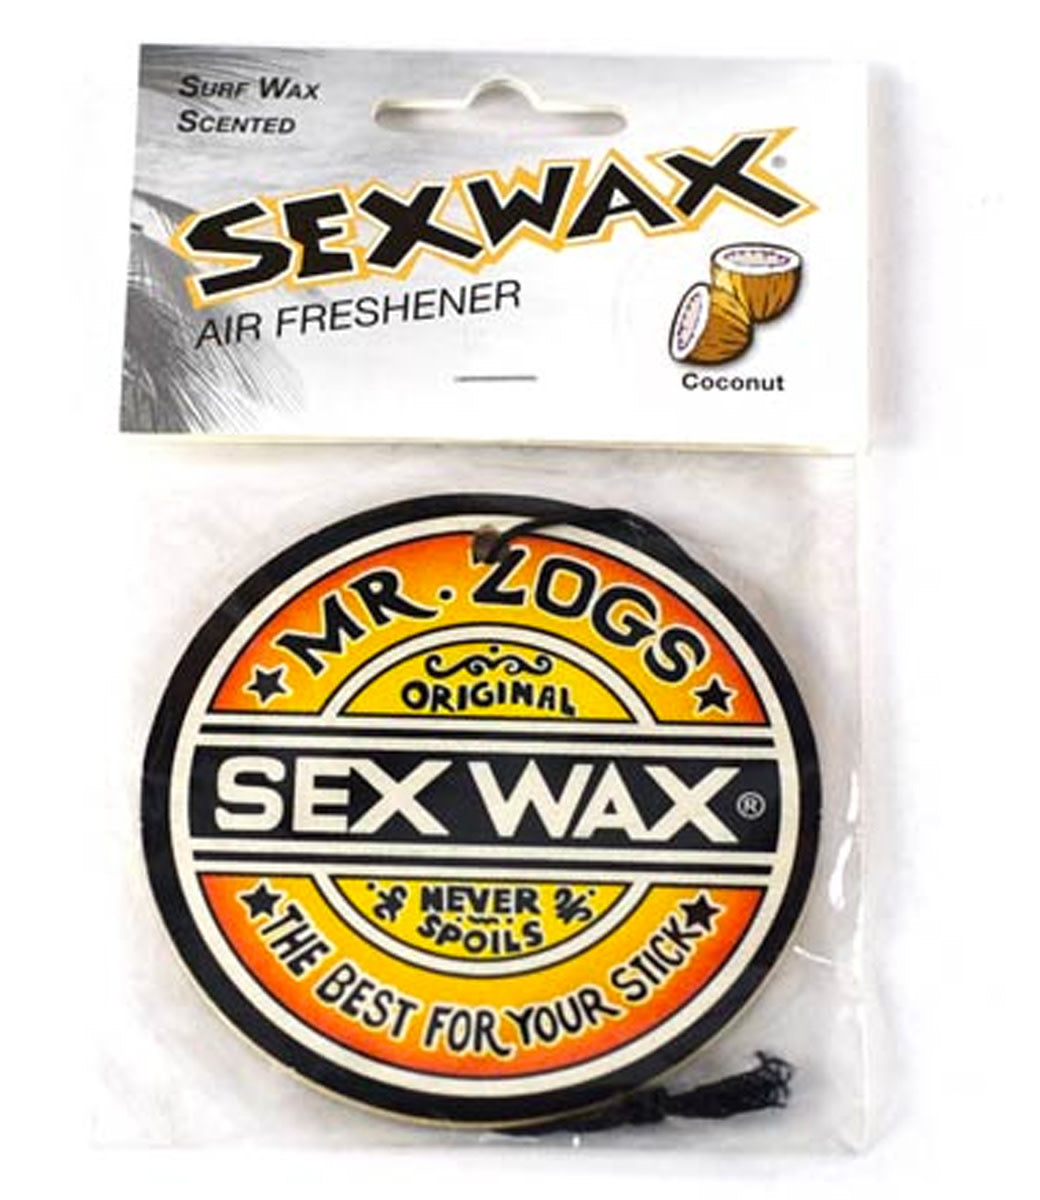 SURF WAX
SCENTED
SEXWAX®
AIR FRESHENER
Coconut
MR. ZOGS
ORIGINAL
SEX WAX®
NEVER
SPOILS
THE BEST FOR YOUR STICK